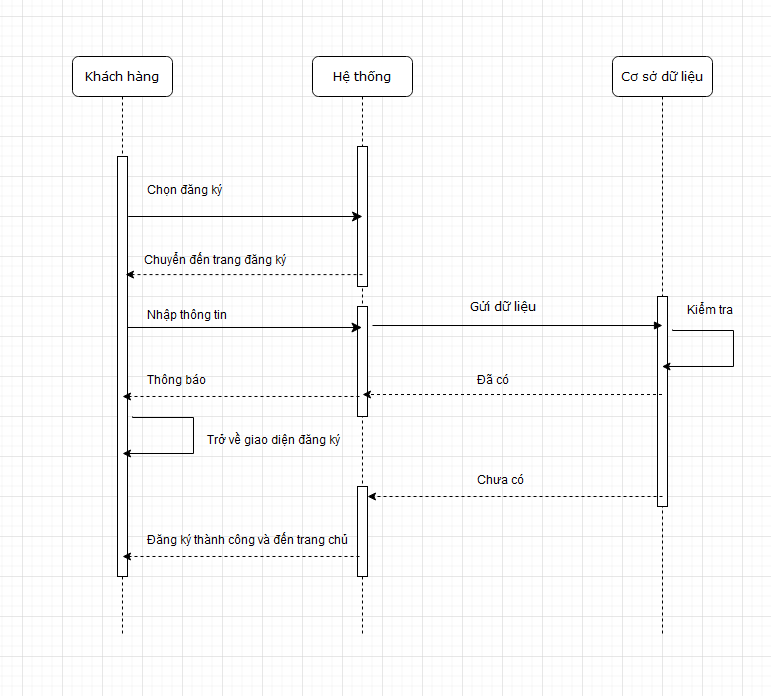 Khách hàng
Hệ thống
Cơ sở dữ liệu
Chọn đăng ký
Chuyển đến trang đăng ký
Nhập thông tin
Gửi dữ liệu
Kiểm tra
Thông báo
Đã có
Trở về giao diện đăng ký
Chưa có
Đăng ký thành công và đến trang chủ